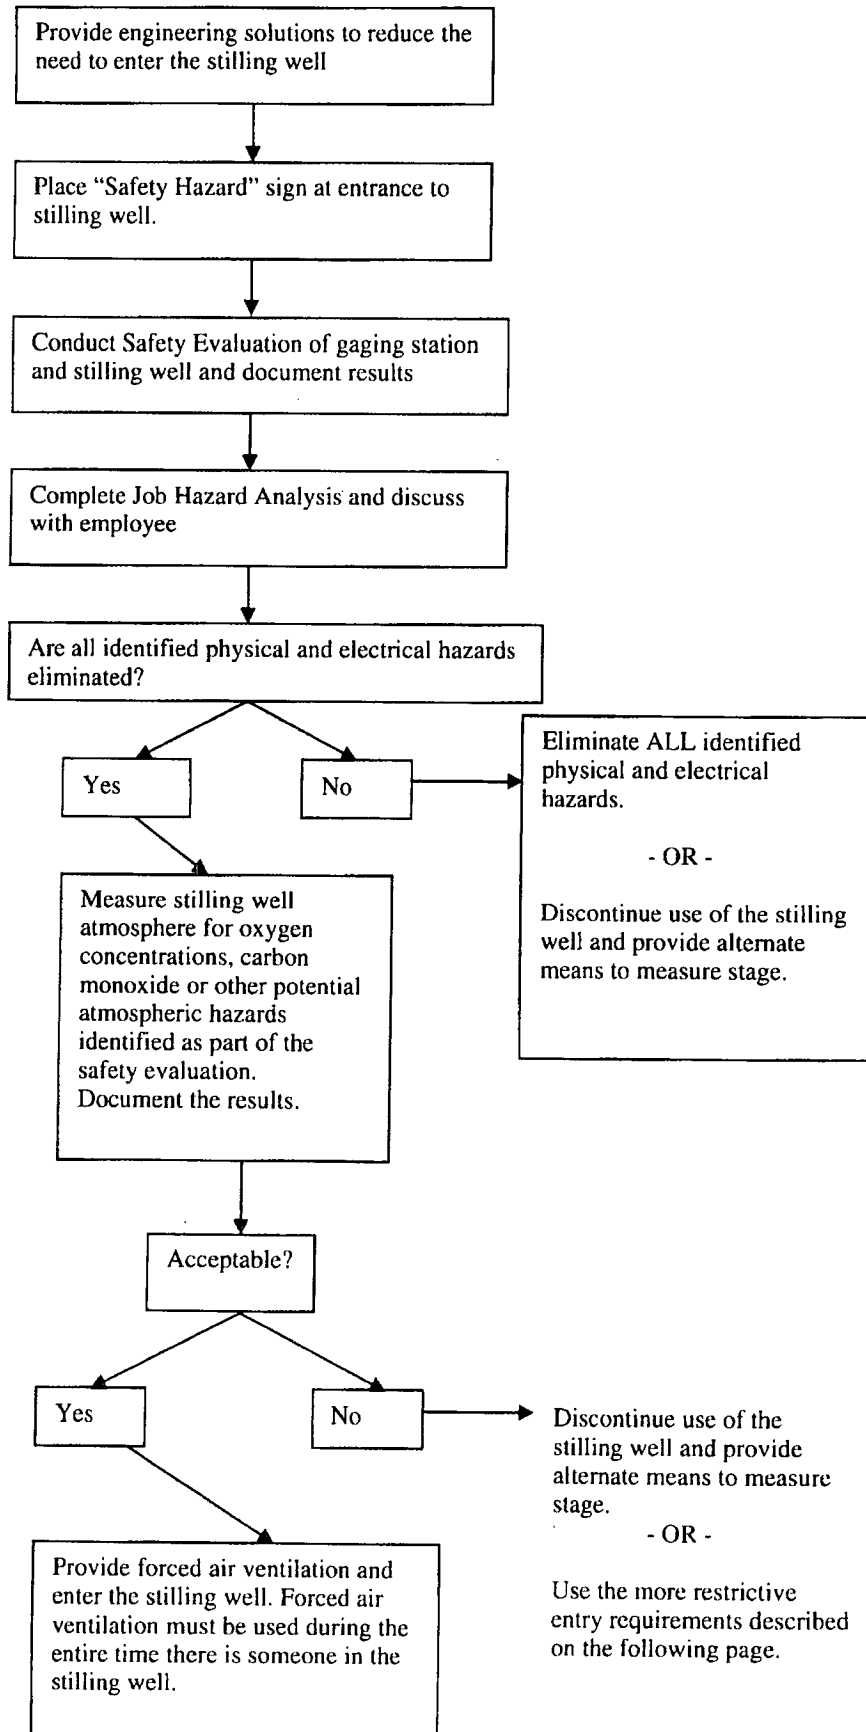 Provide engineering solutions to reduce the
need to enter the stilling well
Place “Safety Hazard” sign at entrance to
stilling well.
Conduct Safety Evaluation of gaging station
and stilling well and document results
Complete Job Hazard Analysis and discuss
with employee
Are all identified physical and electrical hazards
eliminated?
Yes
No
Eliminate ALL identified
physical and electrical
hazards.
- OR -
Discontinue use of the stilling
well and provide alternate
means to measure stage.
Measure stilling well
atmosphere for oxygen
concentrations, carbon
monoxide or other potential
atmospheric hazards
identified as part of the
safety evaluation.
Document the results.
Acceptable?
Yes
No
Discontinue use of the
stilling well and provide
alternate means to measure
stage.
- OR -
Use the more restrictive
entry requirements described
on the following page.
Provide forced air ventilation and
enter the stilling well. Forced air
ventilation must be used during the
entire time there is someone in the
stilling well.